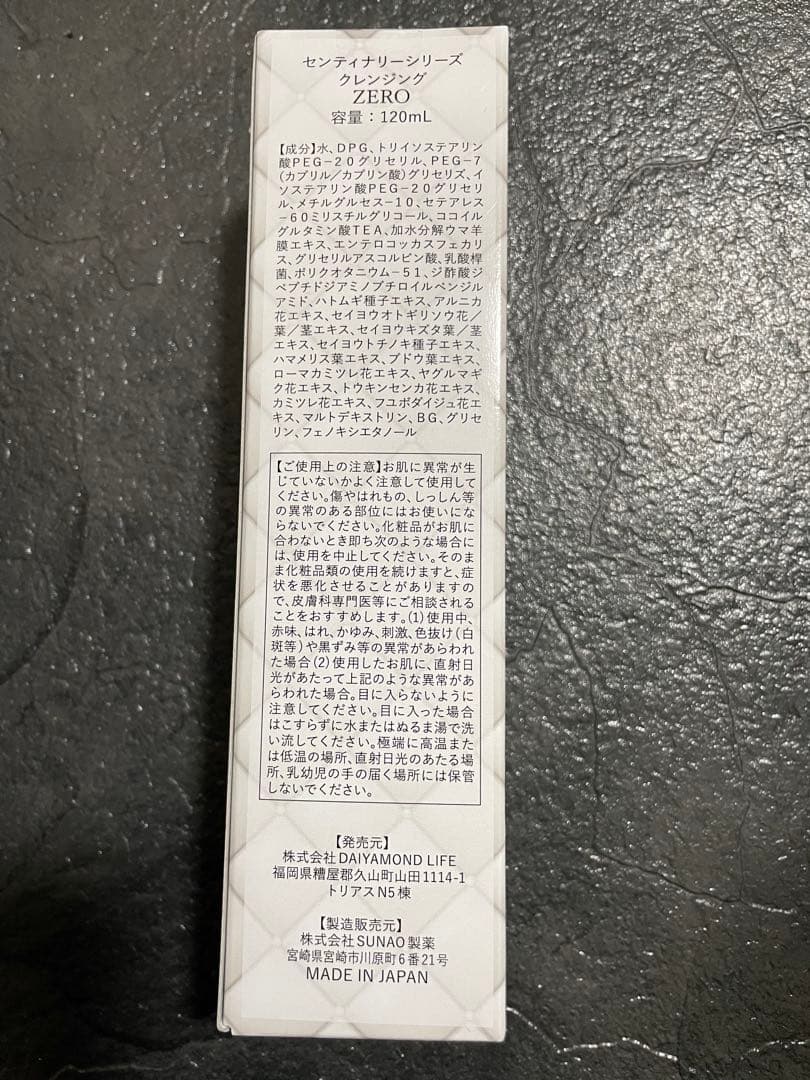 センティナリーシリーズ
クレンジング
ZERO
容量：120mL
【成分】水、DPG、トリイソステアリン
酸PEG-20グリセリル、PEG-7
(カプリル／カプリン酸)グリセリズ、イ
ソステアリン酸PEG-20グリセリ
ル、メチルグルセス-10、セテアレス
-60ミリスチルグリコール、ココイル
グルタミン酸TEA、加水分解ウマ羊
膜エキス、エンテロコッカスフェカリ
ス、グリセリルアスコルビン酸、乳酸桿
菌、ポリクオタニウム-51、ジ酢酸ジ
ペプチドジアミノブチロイルベンジル
アミド、ハトムギ種子エキス、アルニカ
花エキス、セイヨウオトギリソウ花／
葉／茎エキス、セイヨウキズタ葉／茎
エキス、セイヨウトチノキ種子エキス、
ハマメリス葉エキス、ブドウ葉エキス、
ローマカミツレ花エキス、ヤグルマギ
ク花エキス、トウキンセンカ花エキス、
カミツレ花エキス、フユボダイジュ花エ
キス、マルトデキストリン、BG、グリセ
リン、フェノキシエタノール
【ご使用上の注意】お肌に異常が生
じていないかよく注意して使用して
ください。傷やはれもの、しっしん等
の異常のある部位にはお使いにな
らないでください。化粧品がお肌に
合わないとき即ち次のような場合に
は、使用を中止してください。そのま
ま化粧品類の使用を続けますと、症
状を悪化させることがありますの
で、皮膚科専門医等にご相談される
ことをおすすめします。(1)使用中、
赤味、はれ、かゆみ、刺激、色抜け(白
斑等)や黒ずみ等の異常があらわれ
た場合(2)使用したお肌に、直射日
光があたって上記のような異常があ
らわれた場合。目に入らないように
注意してください。目に入った場合
はこすらずに水またはぬるま湯で洗
い流してください。極端に高温また
は低温の場所、直射日光のあたる場
所、乳幼児の手の届く場所には保管
しないでください。
【発売元】
株式会社DAIYAMOND LIFE
福岡県糟屋郡久山町山田1114-1
トリアスN5棟
【製造販売元】
株式会社SUNAO製薬
宮崎県宮崎市川原町6番21号
MADE IN JAPAN